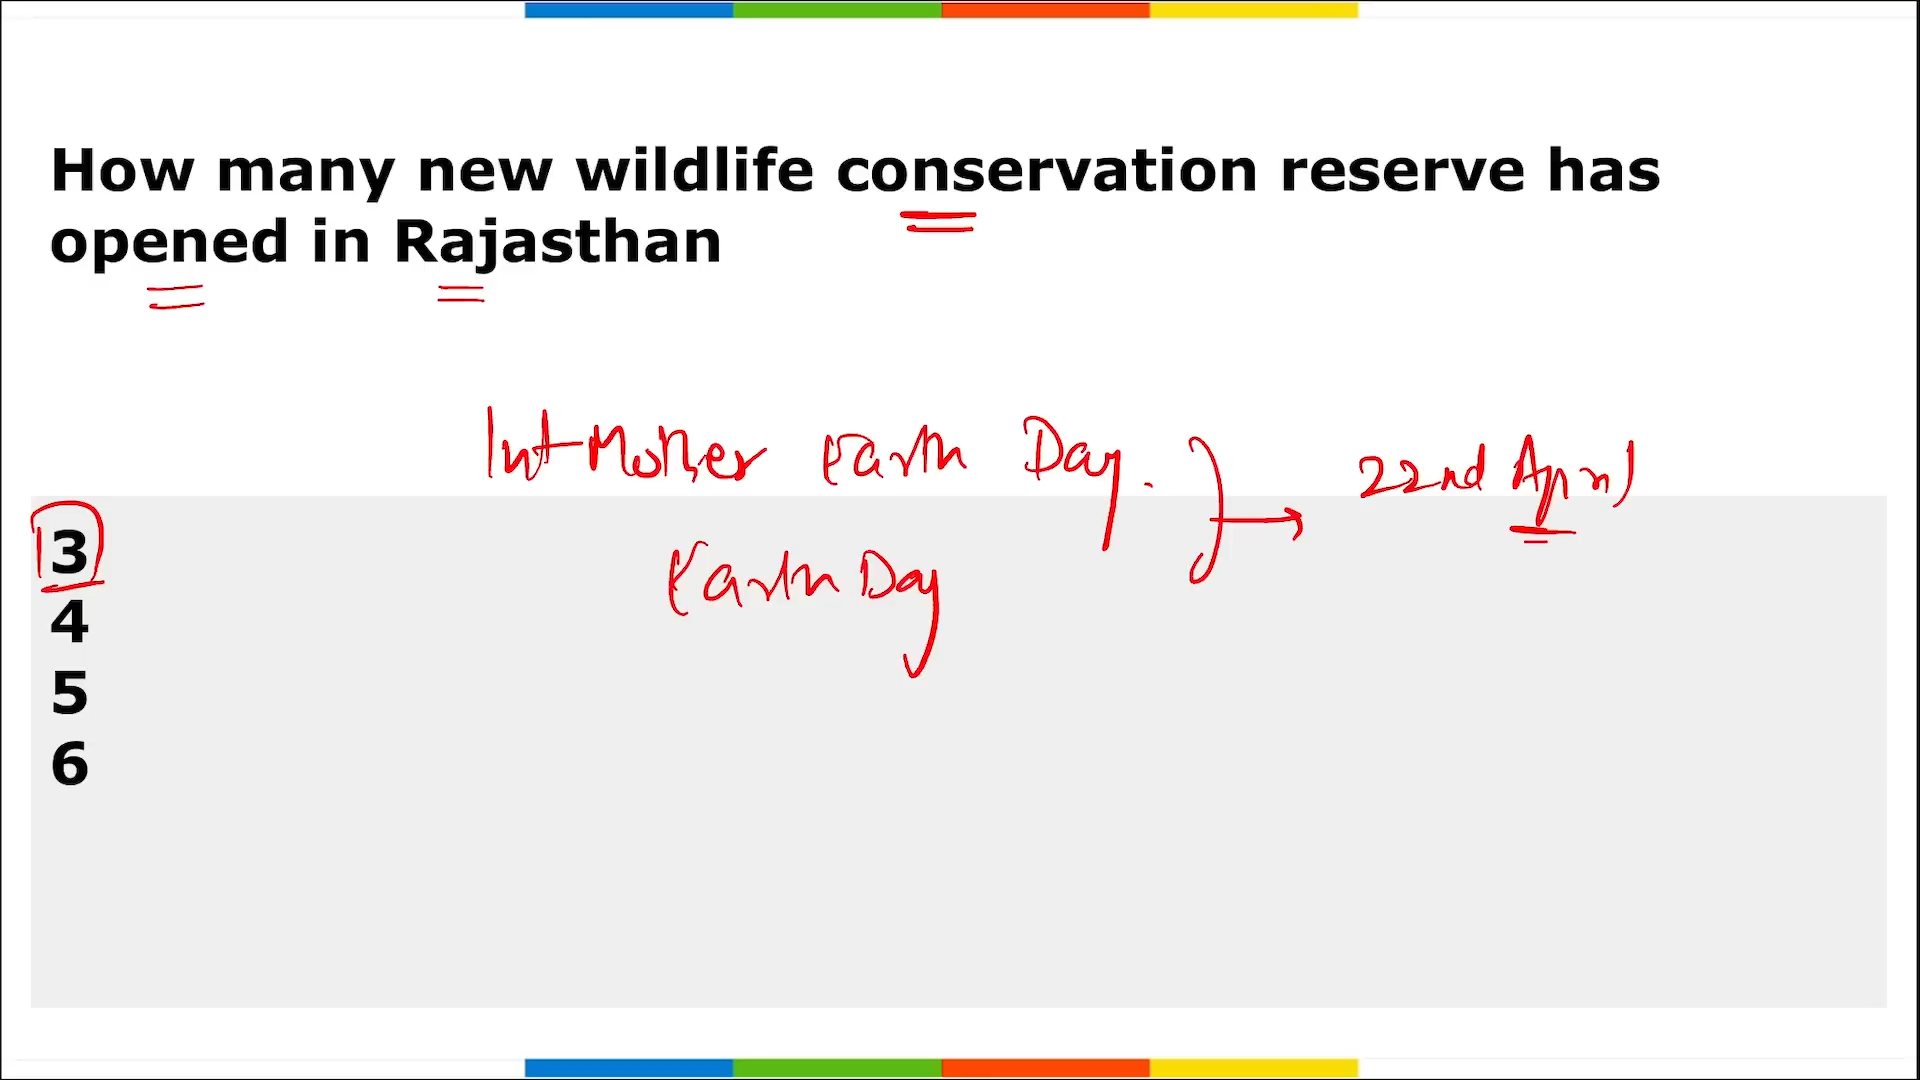 How many new wildlife conservation reserve has
opened in Rajasthan
Int Mother Earth Day.
22nd April
Earth Day
3
4
5
6